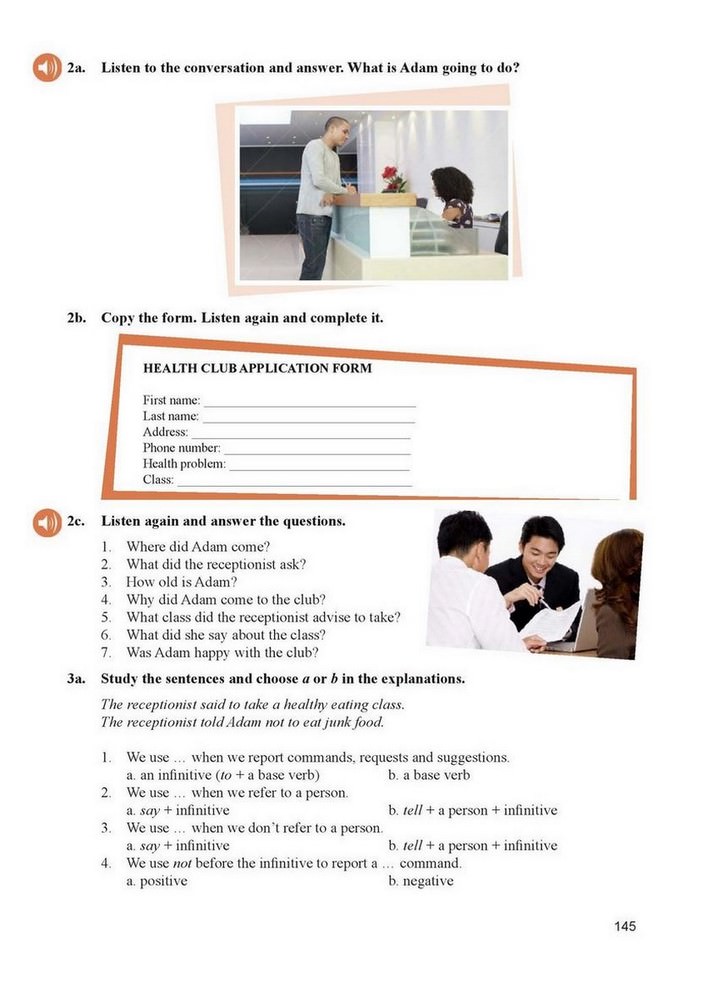 2a. Listen to the conversation and answer. What is Adam going to do?
2b. Copy the form. Listen again and complete it.
HEALTH CLUB APPLICATION FORM
First name:
Last name:
Address:
Phone number:
Health problem:
Class:
2c. Listen again and answer the questions.
1. Where did Adam come?
2. What did the receptionist ask?
3. How old is Adam?
4. Why did Adam come to the club?
5. What class did the receptionist advise to take?
6. What did she say about the class?
7. Was Adam happy with the club?
3a. Study the sentences and choose a or b in the explanations.
The receptionist said to take a healthy eating class.
The receptionist told Adam not to eat junk food.
1. We use … when we report commands, requests and suggestions.
a. an infinitive (to + a base verb) b. a base verb
2. We use … when we refer to a person.
a. say + infinitive b. tell + a person + infinitive
3. We use … when we don't refer to a person.
a. say + infinitive b. tell + a person + infinitive
4. We use not before the infinitive to report a … command.
a. positive b. negative
145